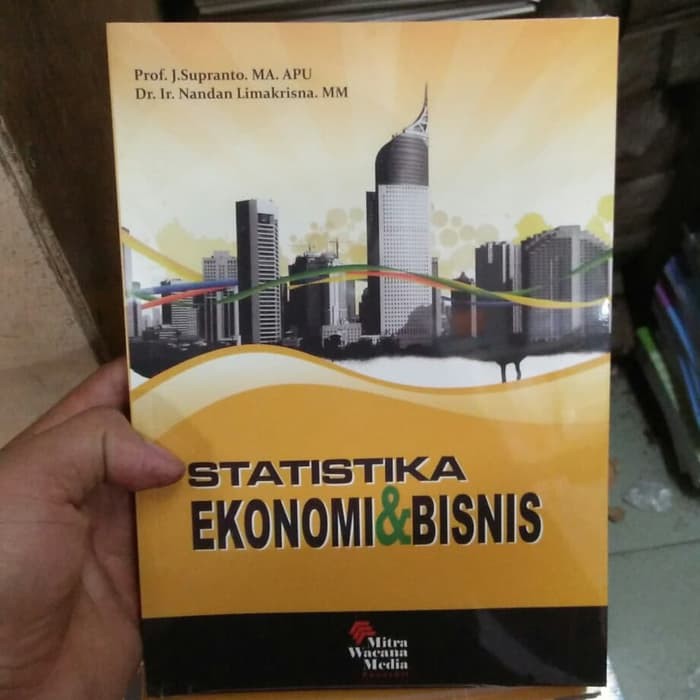 Prof. J.Supranto. MA. APU
Dr. Ir. Nandan Limakrisna. MM
STATISTIKA
EKONOMI&BISNIS
Mitra
Wacana
Media